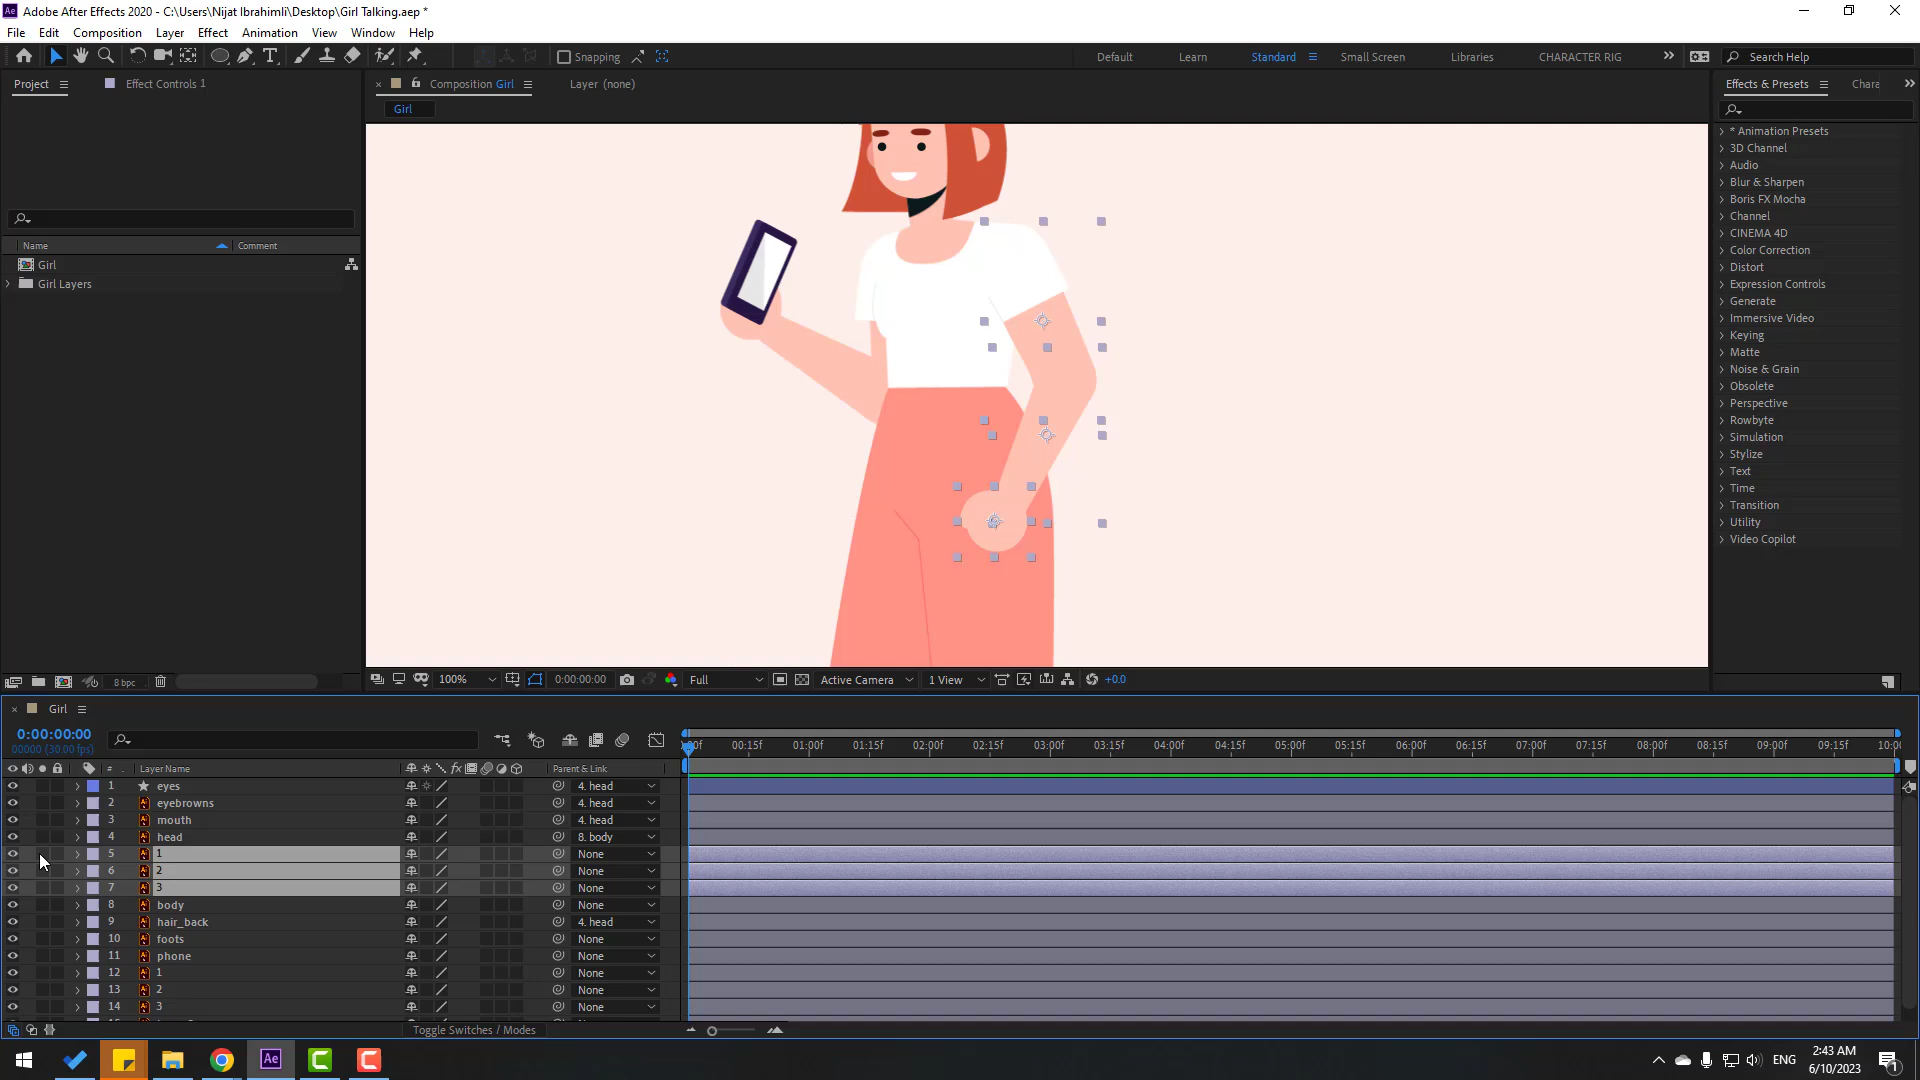 Adobe After Effects 2020 - C:\Users\Nijat Ibrahimli\Desktop\Girl Talking.aep *
File Edit Composition Layer Effect Animation View Window Help
Snapping Default Learn Standard Small Screen Libraries CHARACTER RIG Search Help
Project Effect Controls 1
Composition Girl Layer (none)
Girl
Effects & Presets Chara
* Animation Presets
3D Channel
Audio
Blur & Sharpen
Boris FX Mocha
Channel
CINEMA 4D
Color Correction
Distort
Expression Controls
Generate
Immersive Video
Keying
Matte
Noise & Grain
Obsolete
Perspective
Rowbyte
Simulation
Stylize
Text
Time
Transition
Utility
Video Copilot
Name Comment
Girl
Girl Layers
8 bpc
100% 0:00:00:00 Full Active Camera 1 View +0.0
Girl
0:00:00:00
00000 (30.00 fps)
00f 00:15f 01:00f 01:15f 02:00f 02:15f 03:00f 03:15f 04:00f 04:15f 05:00f 05:15f 06:00f 06:15f 07:00f 07:15f 08:00f 08:15f 09:00f 09:15f 10:00
# Layer Name fx Parent & Link
1 eyes 4. head
2 eyebrowns 4. head
3 mouth 4. head
4 head 8. body
5 1 None
6 2 None
7 3 None
8 body None
9 hair_back 4. head
10 foots None
11 phone None
12 1 None
13 2 None
14 3 None
Toggle Switches / Modes
Ae
ENG
2:43 AM
6/10/2023
1